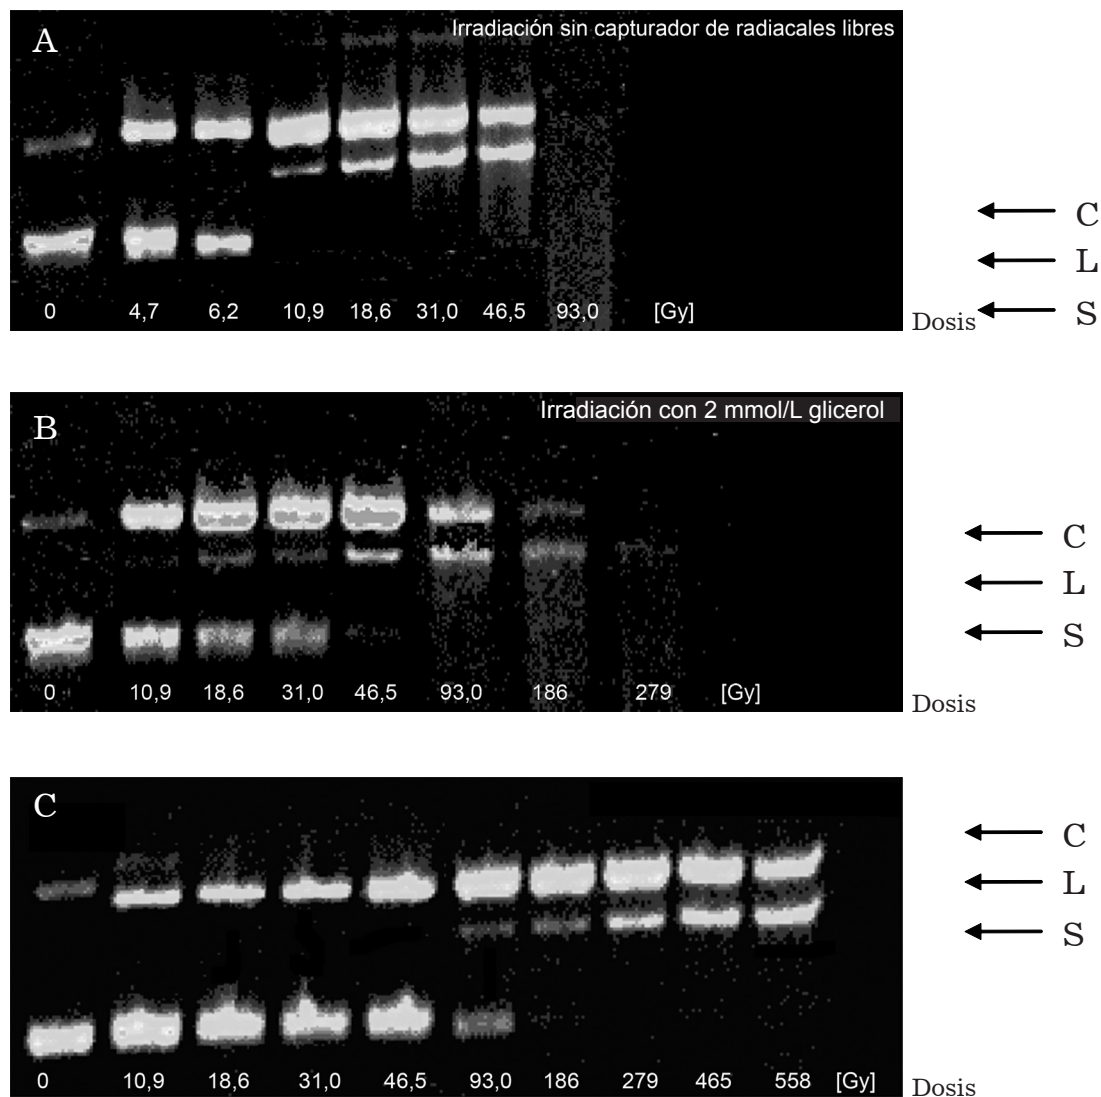 A
Irradiación sin capturador de radiacales libres
C
L
S
0 4,7 6,2 10,9 18,6 31,0 46,5 93,0 [Gy]
Dosis
B
Irradiación con 2 mmol/L glicerol
C
L
S
0 10,9 18,6 31,0 46,5 93,0 186 279 [Gy]
Dosis
C
C
L
S
0 10,9 18,6 31,0 46,5 93,0 186 279 465 558 [Gy]
Dosis